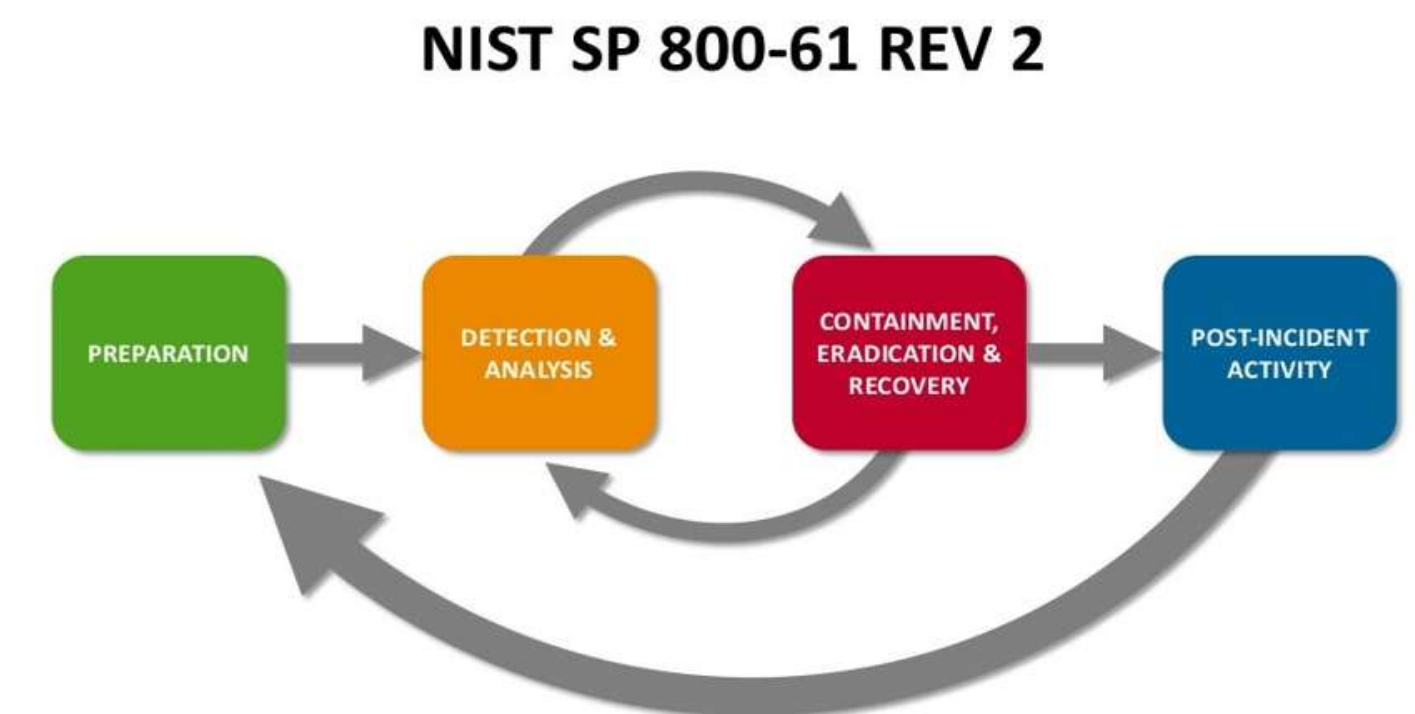 NIST SP 800-61 REV 2
PREPARATION
DETECTION &
ANALYSIS
CONTAINMENT,
ERADICATION &
RECOVERY
POST-INCIDENT
ACTIVITY